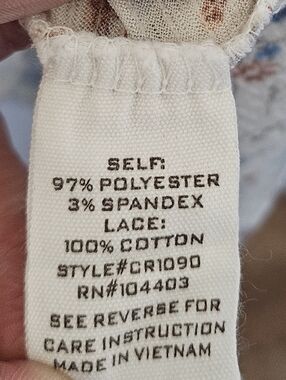 SELF:
97% POLYESTER
3% SPANDEX
LACE:
100% COTTON
STYLE#CR1090
RN#104403
SEE REVERSE FOR
CARE INSTRUCTION
MADE IN VIETNAM